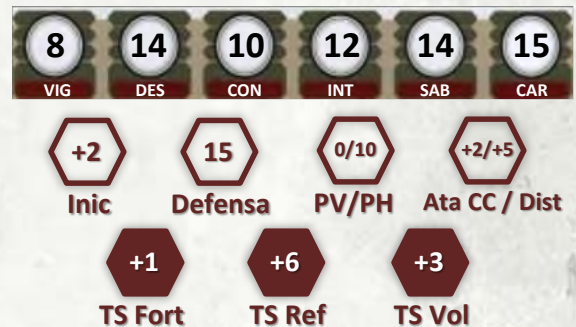 8 14 10 12 14 15
VIG DES CON INT SAB CAR
+2 15 0/10 +2/+5
Inic Defensa PV/PH Ata CC / Dist
+1 +6 +3
TS Fort TS Ref TS Vol